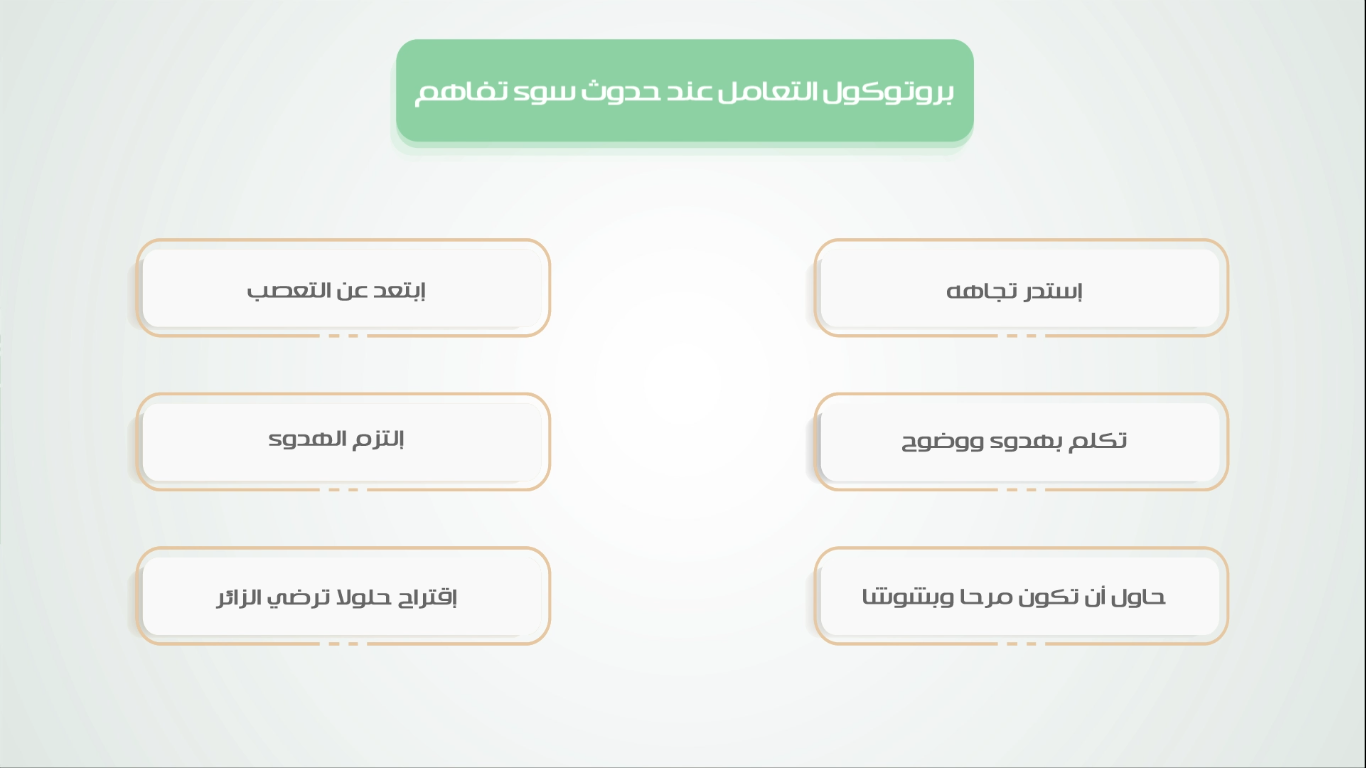 بروتوكول التعامل عند حدوث سوء تفاهم
إستدر تجاهه
إبتعد عن التعصب
تكلم بهدوء ووضوح
إلتزم الهدوء
حاول أن تكون مرحا وبشوشا
إقتراح حلولا ترضي الزائر